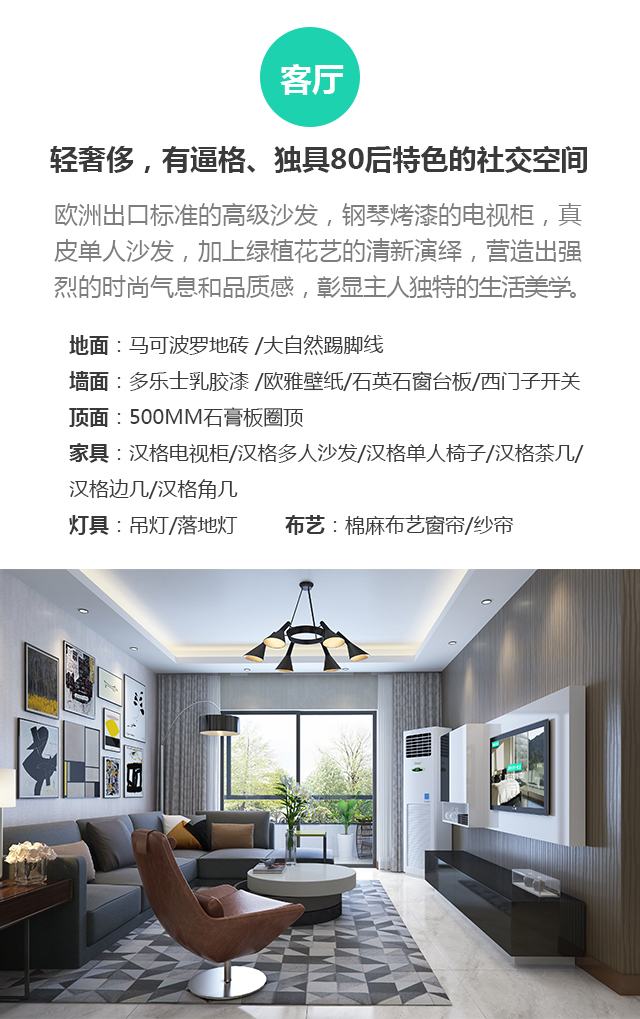 客厅
轻奢侈，有逼格、独具80后特色的社交空间
欧洲出口标准的高级沙发，钢琴烤漆的电视柜，真
皮单人沙发，加上绿植花艺的清新演绎，营造出强
烈的时尚气息和品质感，彰显主人独特的生活美学。
地面：马可波罗地砖 /大自然踢脚线
墙面：多乐士乳胶漆 /欧雅壁纸/石英石窗台板/西门子开关
顶面：500MM石膏板圈顶
家具：汉格电视柜/汉格多人沙发/汉格单人椅子/汉格茶几/
汉格边几/汉格角几
灯具：吊灯/落地灯 布艺：棉麻布艺窗帘/纱帘